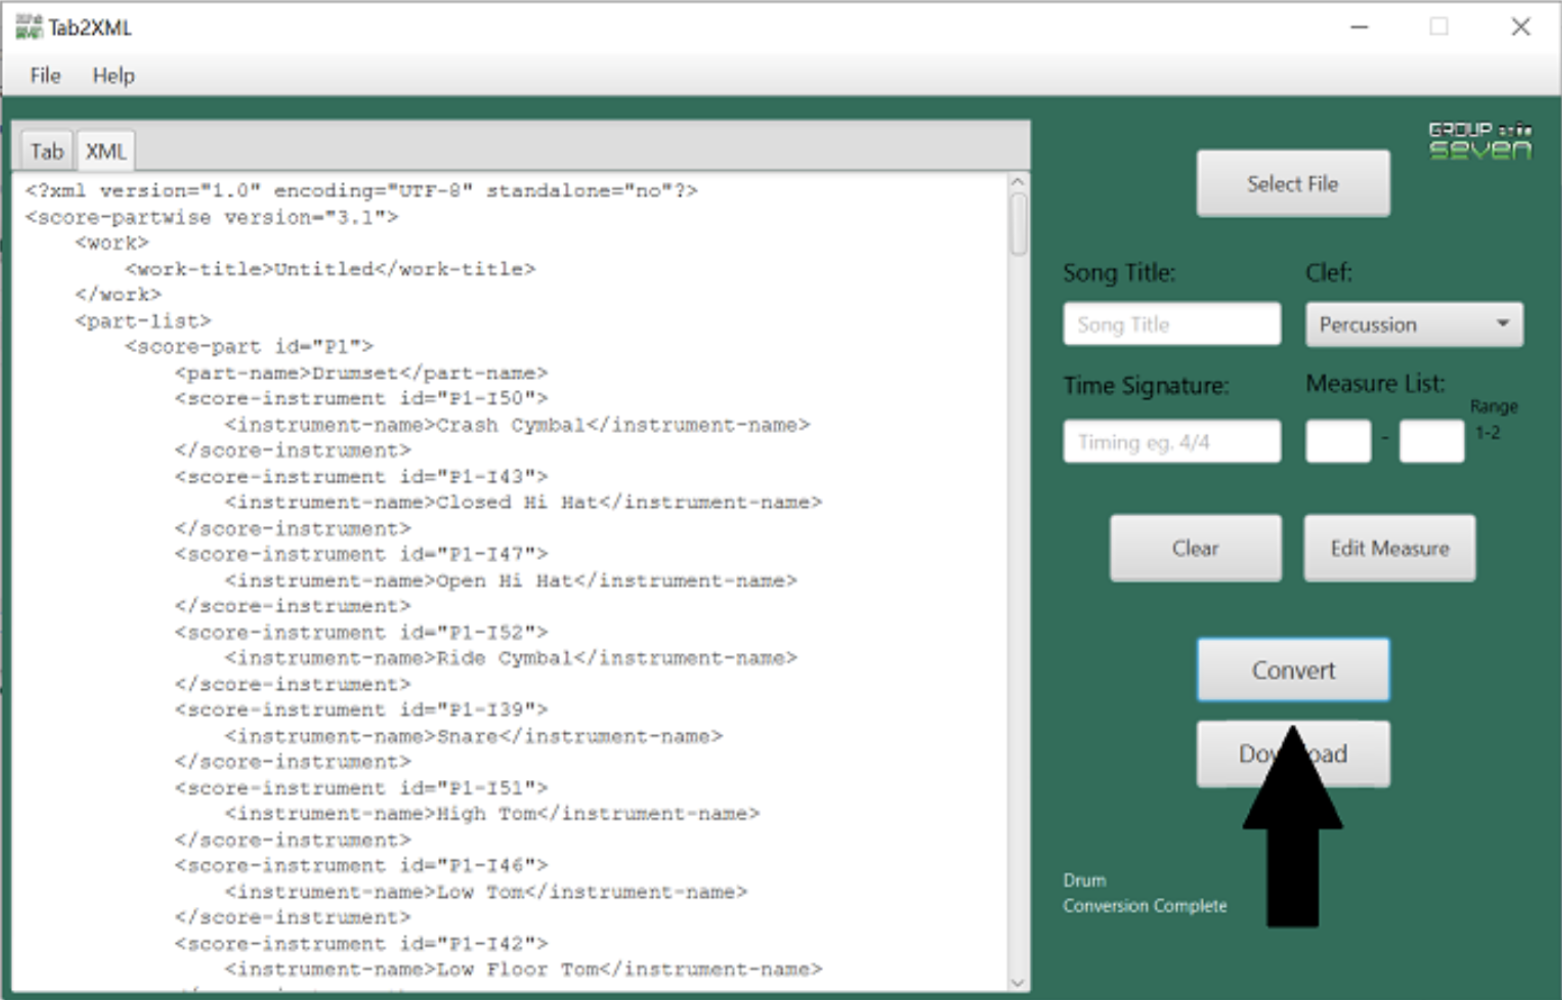 Tab2XML
File Help
Tab XML
<?xml version="1.0" encoding="UTF-8" standalone="no"?>
<score-partwise version="3.1">
<work>
<work-title>Untitled</work-title>
</work>
<part-list>
<score-part id="P1">
<part-name>Drumset</part-name>
<score-instrument id="P1-I50">
<instrument-name>Crash Cymbal</instrument-name>
</score-instrument>
<score-instrument id="P1-I43">
<instrument-name>Closed Hi Hat</instrument-name>
</score-instrument>
<score-instrument id="P1-I47">
<instrument-name>Open Hi Hat</instrument-name>
</score-instrument>
<score-instrument id="P1-I52">
<instrument-name>Ride Cymbal</instrument-name>
</score-instrument>
<score-instrument id="P1-I39">
<instrument-name>Snare</instrument-name>
</score-instrument>
<score-instrument id="P1-I51">
<instrument-name>High Tom</instrument-name>
</score-instrument>
<score-instrument id="P1-I46">
<instrument-name>Low Tom</instrument-name>
</score-instrument>
<score-instrument id="P1-I42">
<instrument-name>Low Floor Tom</instrument-name>
GROUP
seven
Select File
Song Title: Clef:
Song Title Percussion
Time Signature: Measure List:
Range
Timing eg. 4/4 - 1-2
Clear Edit Measure
Convert
Drum
Conversion Complete